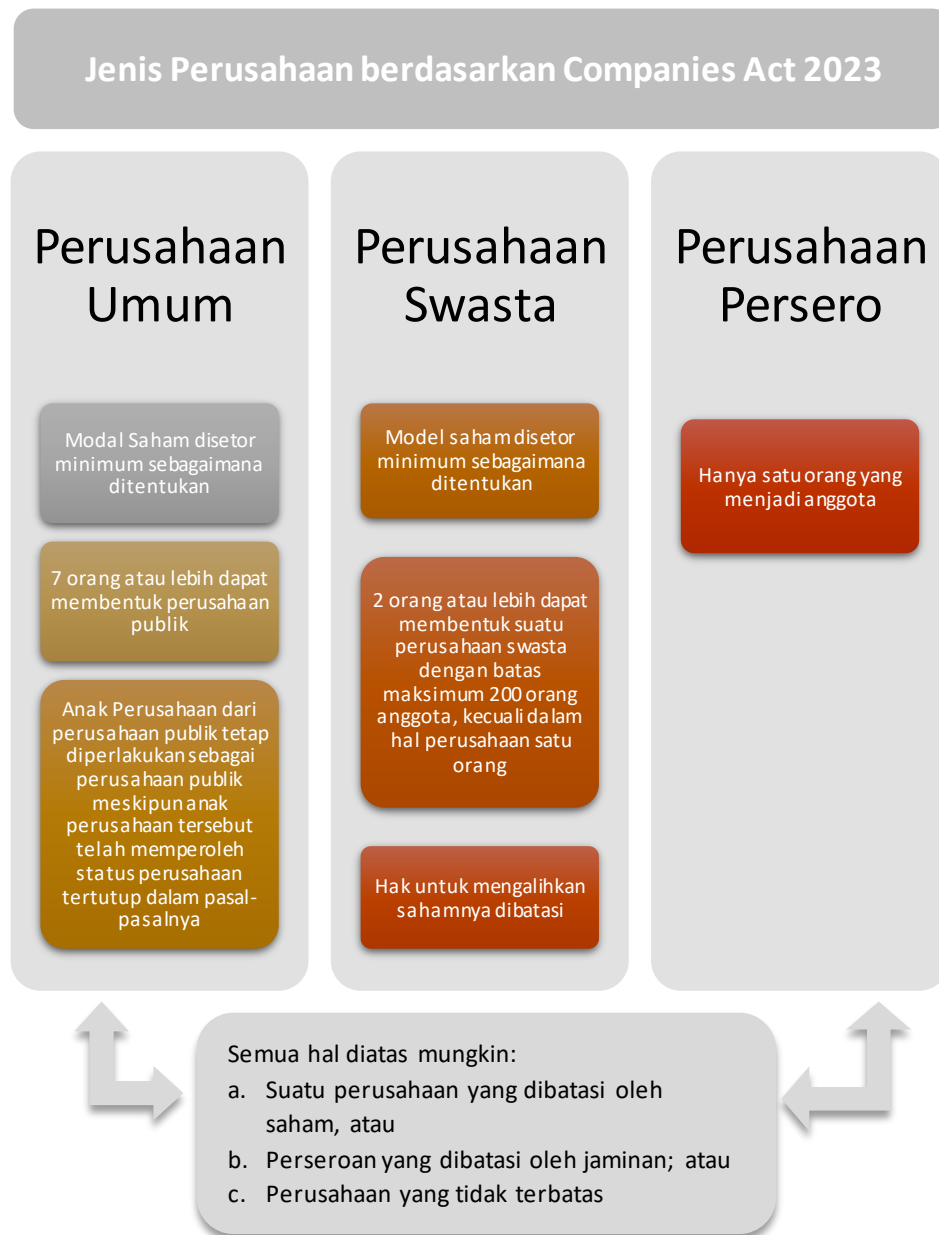 Jenis Perusahaan berdasarkan Companies Act 2023
Perusahaan
Umum
Modal Saham disetor
minimum sebagaimana
ditentukan
7 orang atau lebih dapat
membentuk perusahaan
publik
Anak Perusahaan dari
perusahaan publik tetap
diperlakukan sebagai
perusahaan publik
meskipun anak
perusahaan tersebut
telah memperoleh
status perusahaan
tertutup dalam pasal-
pasalnya
Perusahaan
Swasta
Model saham disetor
minimum sebagaimana
ditentukan
2 orang atau lebih dapat
membentuk suatu
perusahaan swasta
dengan batas
maksimum 200 orang
anggota, kecuali dalam
hal perusahaan satu
orang
Hak untuk mengalihkan
sahamnya dibatasi
Perusahaan
Persero
Hanya satu orang yang
menjadi anggota
Semua hal diatas mungkin:
a. Suatu perusahaan yang dibatasi oleh
saham, atau
b. Perseroan yang dibatasi oleh jaminan; atau
c. Perusahaan yang tidak terbatas